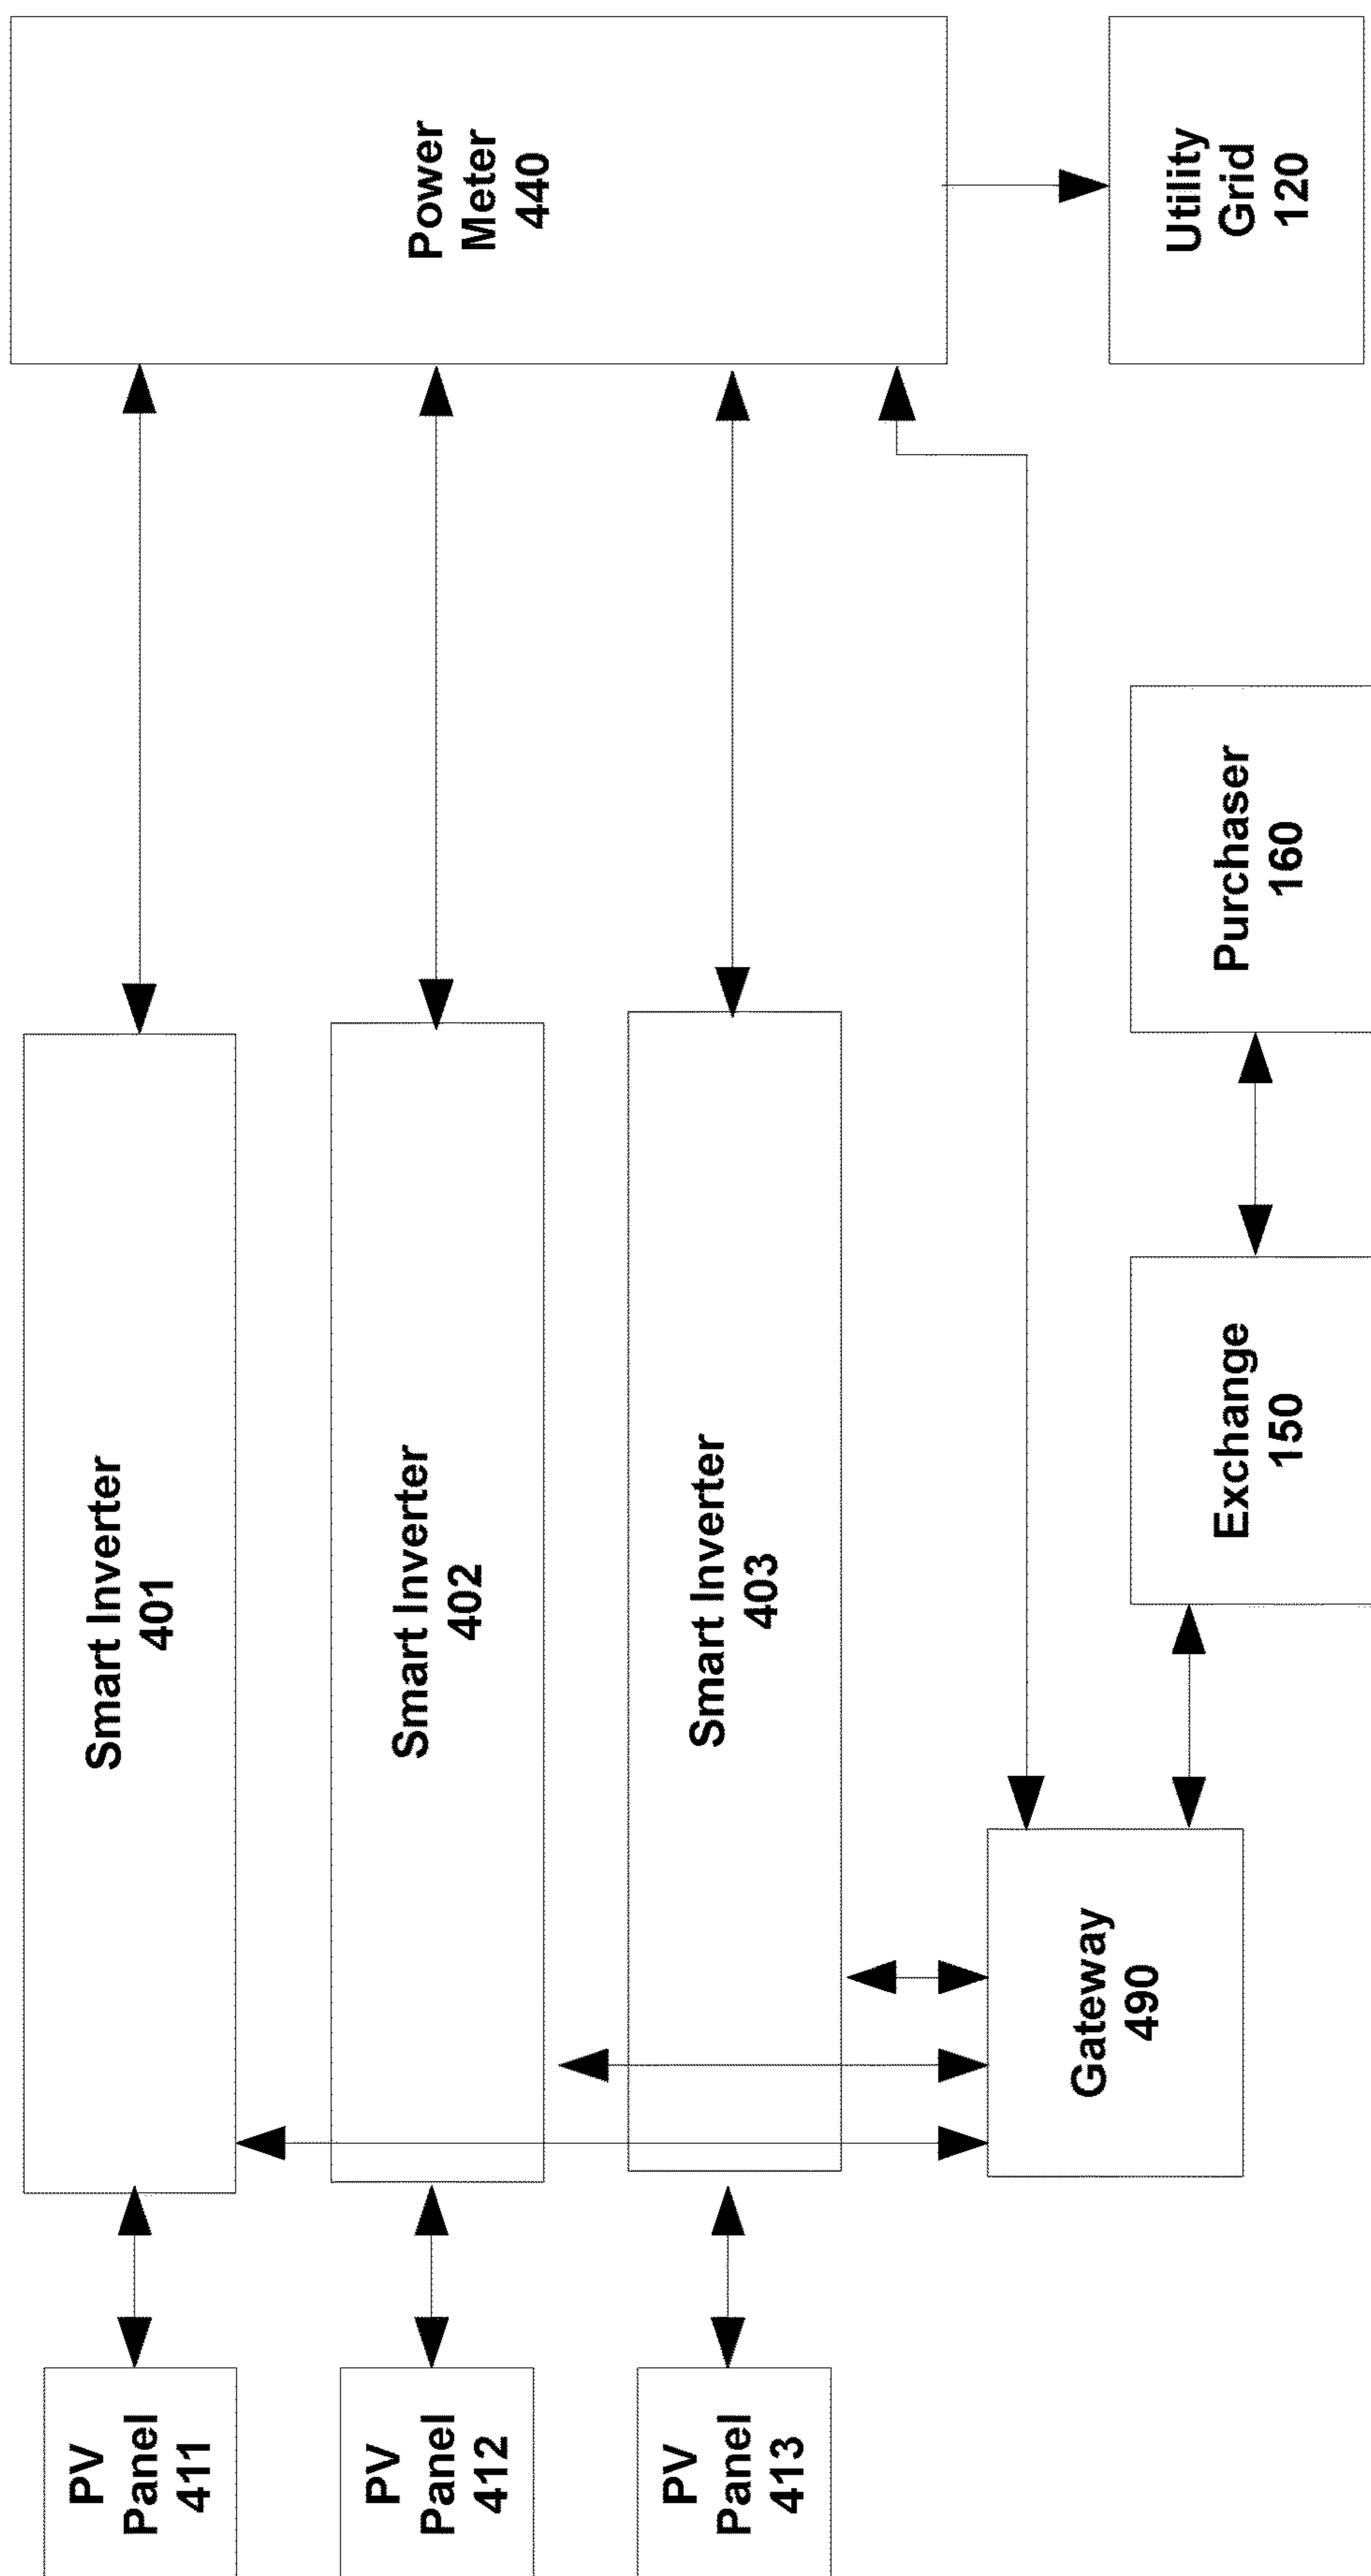 PV
Panel
411
Smart Inverter
401
Power
Meter
440
PV
Panel
412
Smart Inverter
402
PV
Panel
413
Smart Inverter
403
Gateway
490
Exchange
150
Purchaser
160
Utility
Grid
120